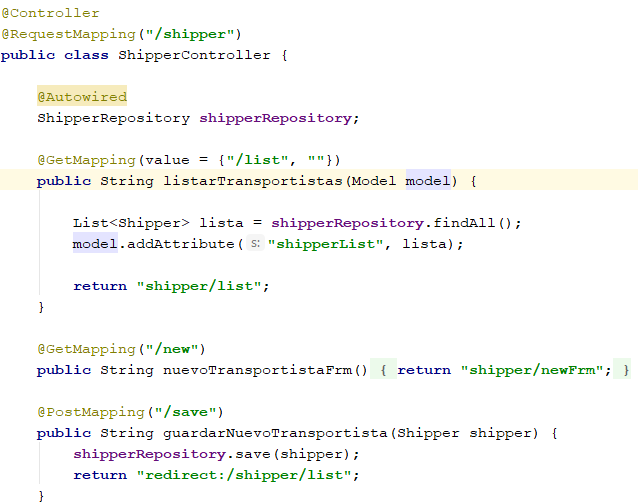 @Controller
@RequestMapping("/shipper")
public class ShipperController {
@Autowired
ShipperRepository shipperRepository;
@GetMapping(value = {"/list", ""})
public String listarTransportistas(Model model) {
List<Shipper> lista = shipperRepository.findAll();
model.addAttribute( s: "shipperList", lista);
return "shipper/list";
}
@GetMapping("/new")
public String nuevoTransportistaFrm() { return "shipper/newFrm"; }
@PostMapping("/save")
public String guardarNuevoTransportista(Shipper shipper) {
shipperRepository.save(shipper);
return "redirect:/shipper/list";
}